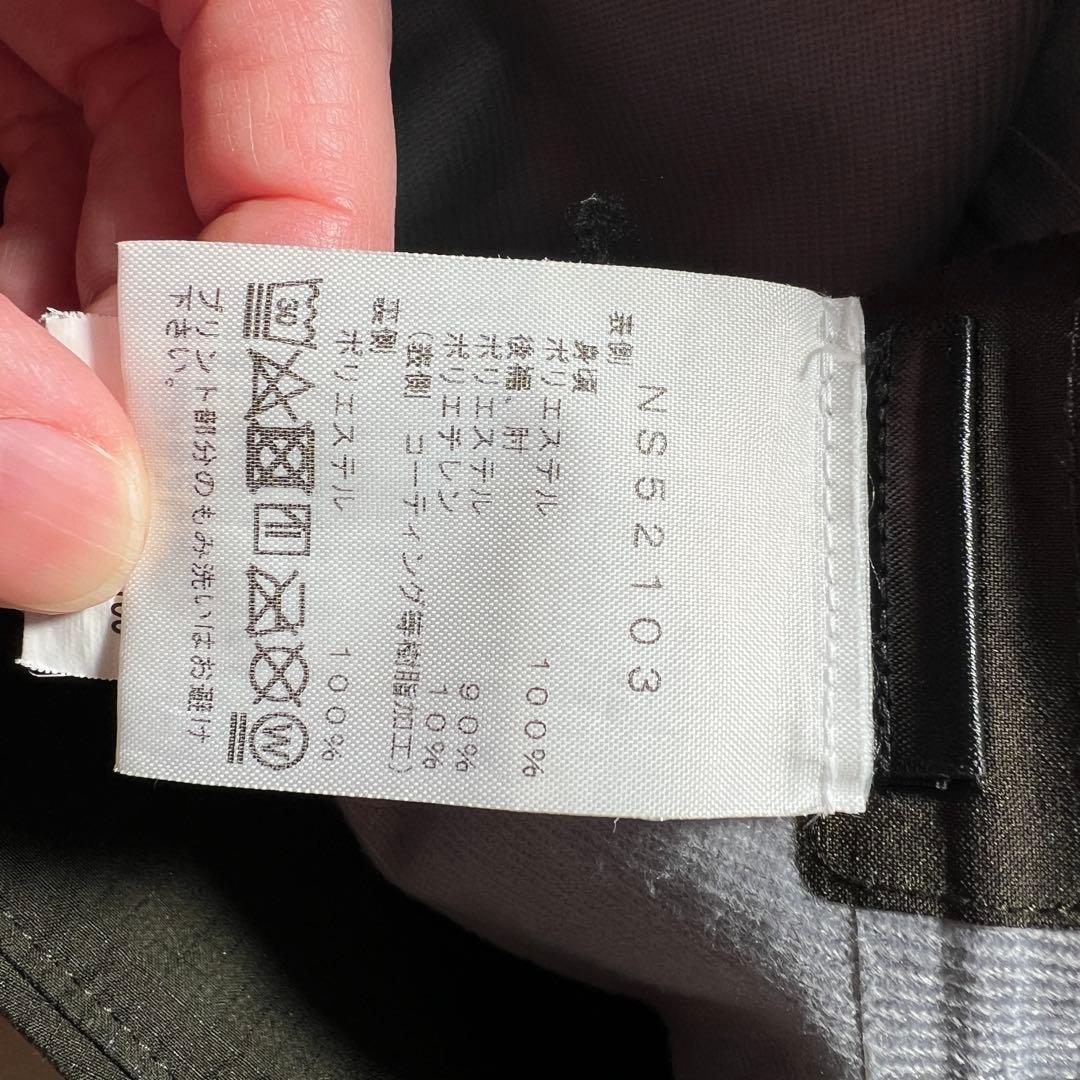 NS52103
表側
身頃
ポリエステル 100%
後裾、肘
ポリエステル 90%
ポリエチレン 10%
(裏側 コーティング等樹脂加工)
裏側
ポリエステル 100%
30 W
プリント部分のもみ洗いはお避け
下さい。